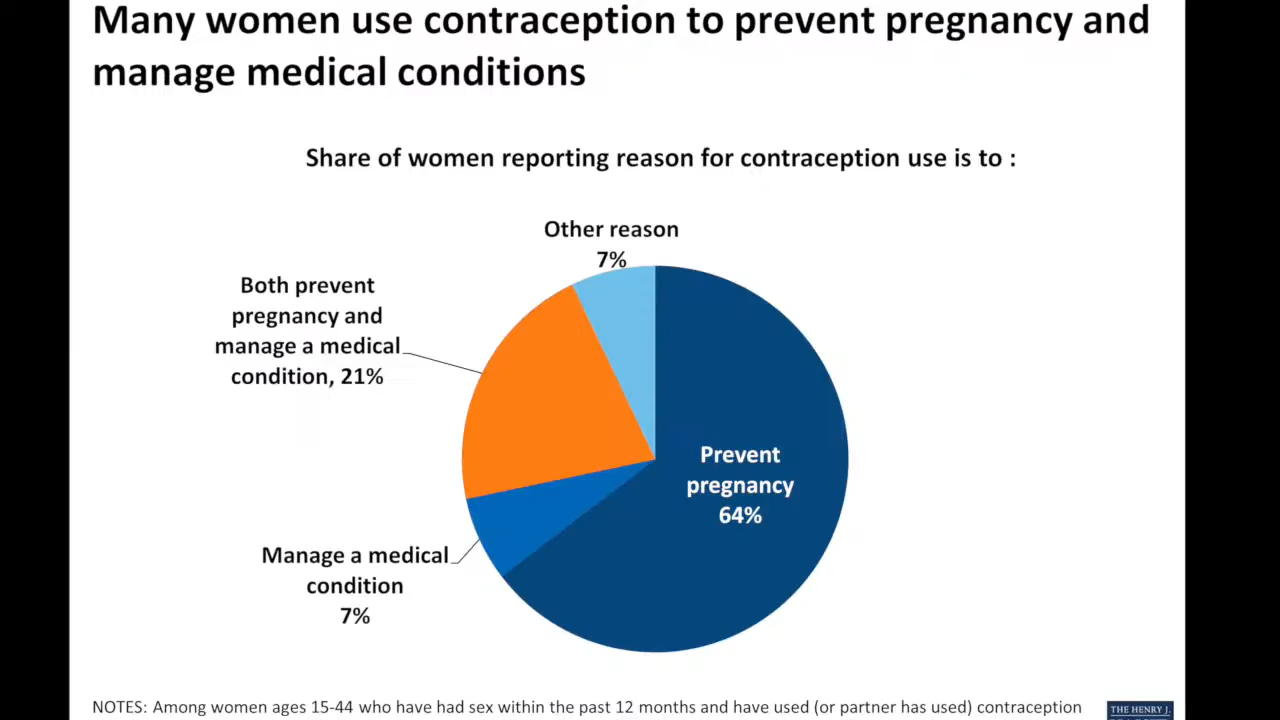 Many women use contraception to prevent pregnancy and
manage medical conditions
Share of women reporting reason for contraception use is to :
Other reason
7%
Both prevent
pregnancy and
manage a medical
condition, 21%
Prevent
pregnancy
64%
Manage a medical
condition
7%
NOTES: Among women ages 15-44 who have had sex within the past 12 months and have used (or partner has used) contraception
THE HENRY J.